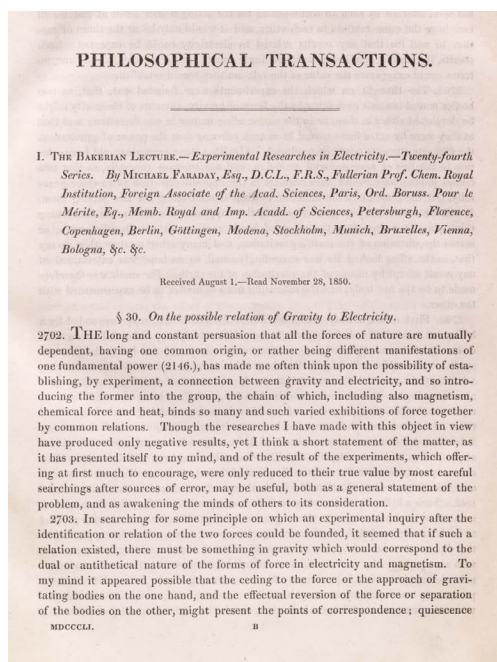 PHILOSOPHICAL TRANSACTIONS.
I. THE BAKERIAN LECTURE.—Experimental Researches in Electricity.—Twenty-fourth
Series. By MICHAEL FARADAY, Esq., D.C.L., F.R.S., Fullerian Prof. Chem. Royal
Institution, Foreign Associate of the Acad. Sciences, Paris, Ord. Boruss. Pour le
Mérite, Eq., Memb. Royal and Imp. Acadd. of Sciences, Petersburgh, Florence,
Copenhagen, Berlin, Göttingen, Modena, Stockholm, Munich, Bruxelles, Vienna,
Bologna, &c. &c.
Received August 1,—Read November 28, 1850.
§ 30. On the possible relation of Gravity to Electricity.
2702. THE long and constant persuasion that all the forces of nature are mutually
dependent, having one common origin, or rather being different manifestations of
one fundamental power (2146.), has made me often think upon the possibility of esta-
blishing, by experiment, a connection between gravity and electricity, and so intro-
ducing the former into the group, the chain of which, including also magnetism,
chemical force and heat, binds so many and such varied exhibitions of force together
by common relations. Though the researches I have made with this object in view
have produced only negative results, yet I think a short statement of the matter, as
it has presented itself to my mind, and of the result of the experiments, which offer-
ing at first much to encourage, were only reduced to their true value by most careful
searchings after sources of error, may be useful, both as a general statement of the
problem, and as awakening the minds of others to its consideration.
2703. In searching for some principle on which an experimental inquiry after the
identification or relation of the two forces could be founded, it seemed that if such a
relation existed, there must be something in gravity which would correspond to the
dual or antithetical nature of the forms of force in electricity and magnetism. To
my mind it appeared possible that the ceding to the force or the approach of gravi-
tating bodies on the one hand, and the effectual reversion of the force or separation
of the bodies on the other, might present the points of correspondence; quiescence
MDCCCLI. B